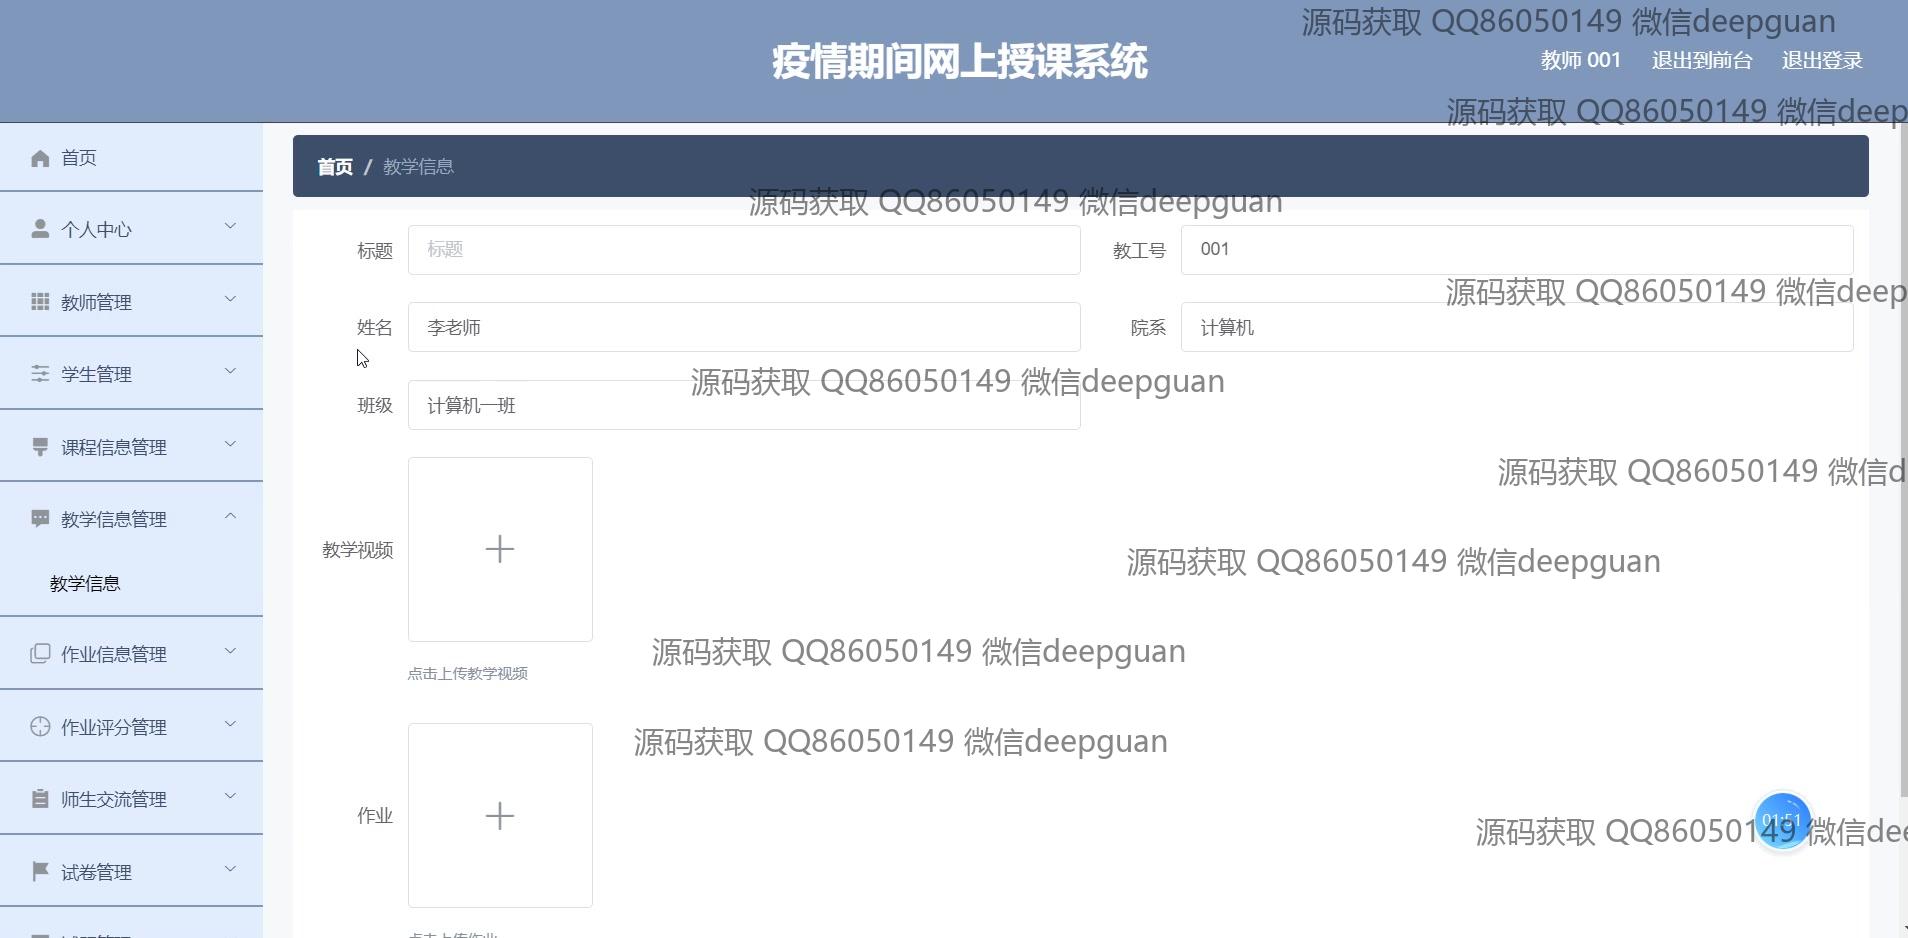 源码获取 QQ86050149 微信deepguan
疫情期间网上授课系统
教师 001 退出到前台 退出登录
源码获取 QQ86050149 微信deep
首页
首页 / 教学信息
源码获取 QQ86050149 微信deepguan
个人中心
标题 标题 教工号 001
源码获取 QQ86050149 微信deep
教师管理
姓名 李老师 院系 计算机
学生管理
源码获取 QQ86050149 微信deepguan
班级 计算机一班
课程信息管理
源码获取 QQ86050149 微信d
教学信息管理
教学视频
源码获取 QQ86050149 微信deepguan
教学信息
作业信息管理
源码获取 QQ86050149 微信deepguan
点击上传教学视频
作业评分管理
源码获取 QQ86050149 微信deepguan
师生交流管理
作业
01:51
源码获取 QQ86050149 微信dee
试卷管理